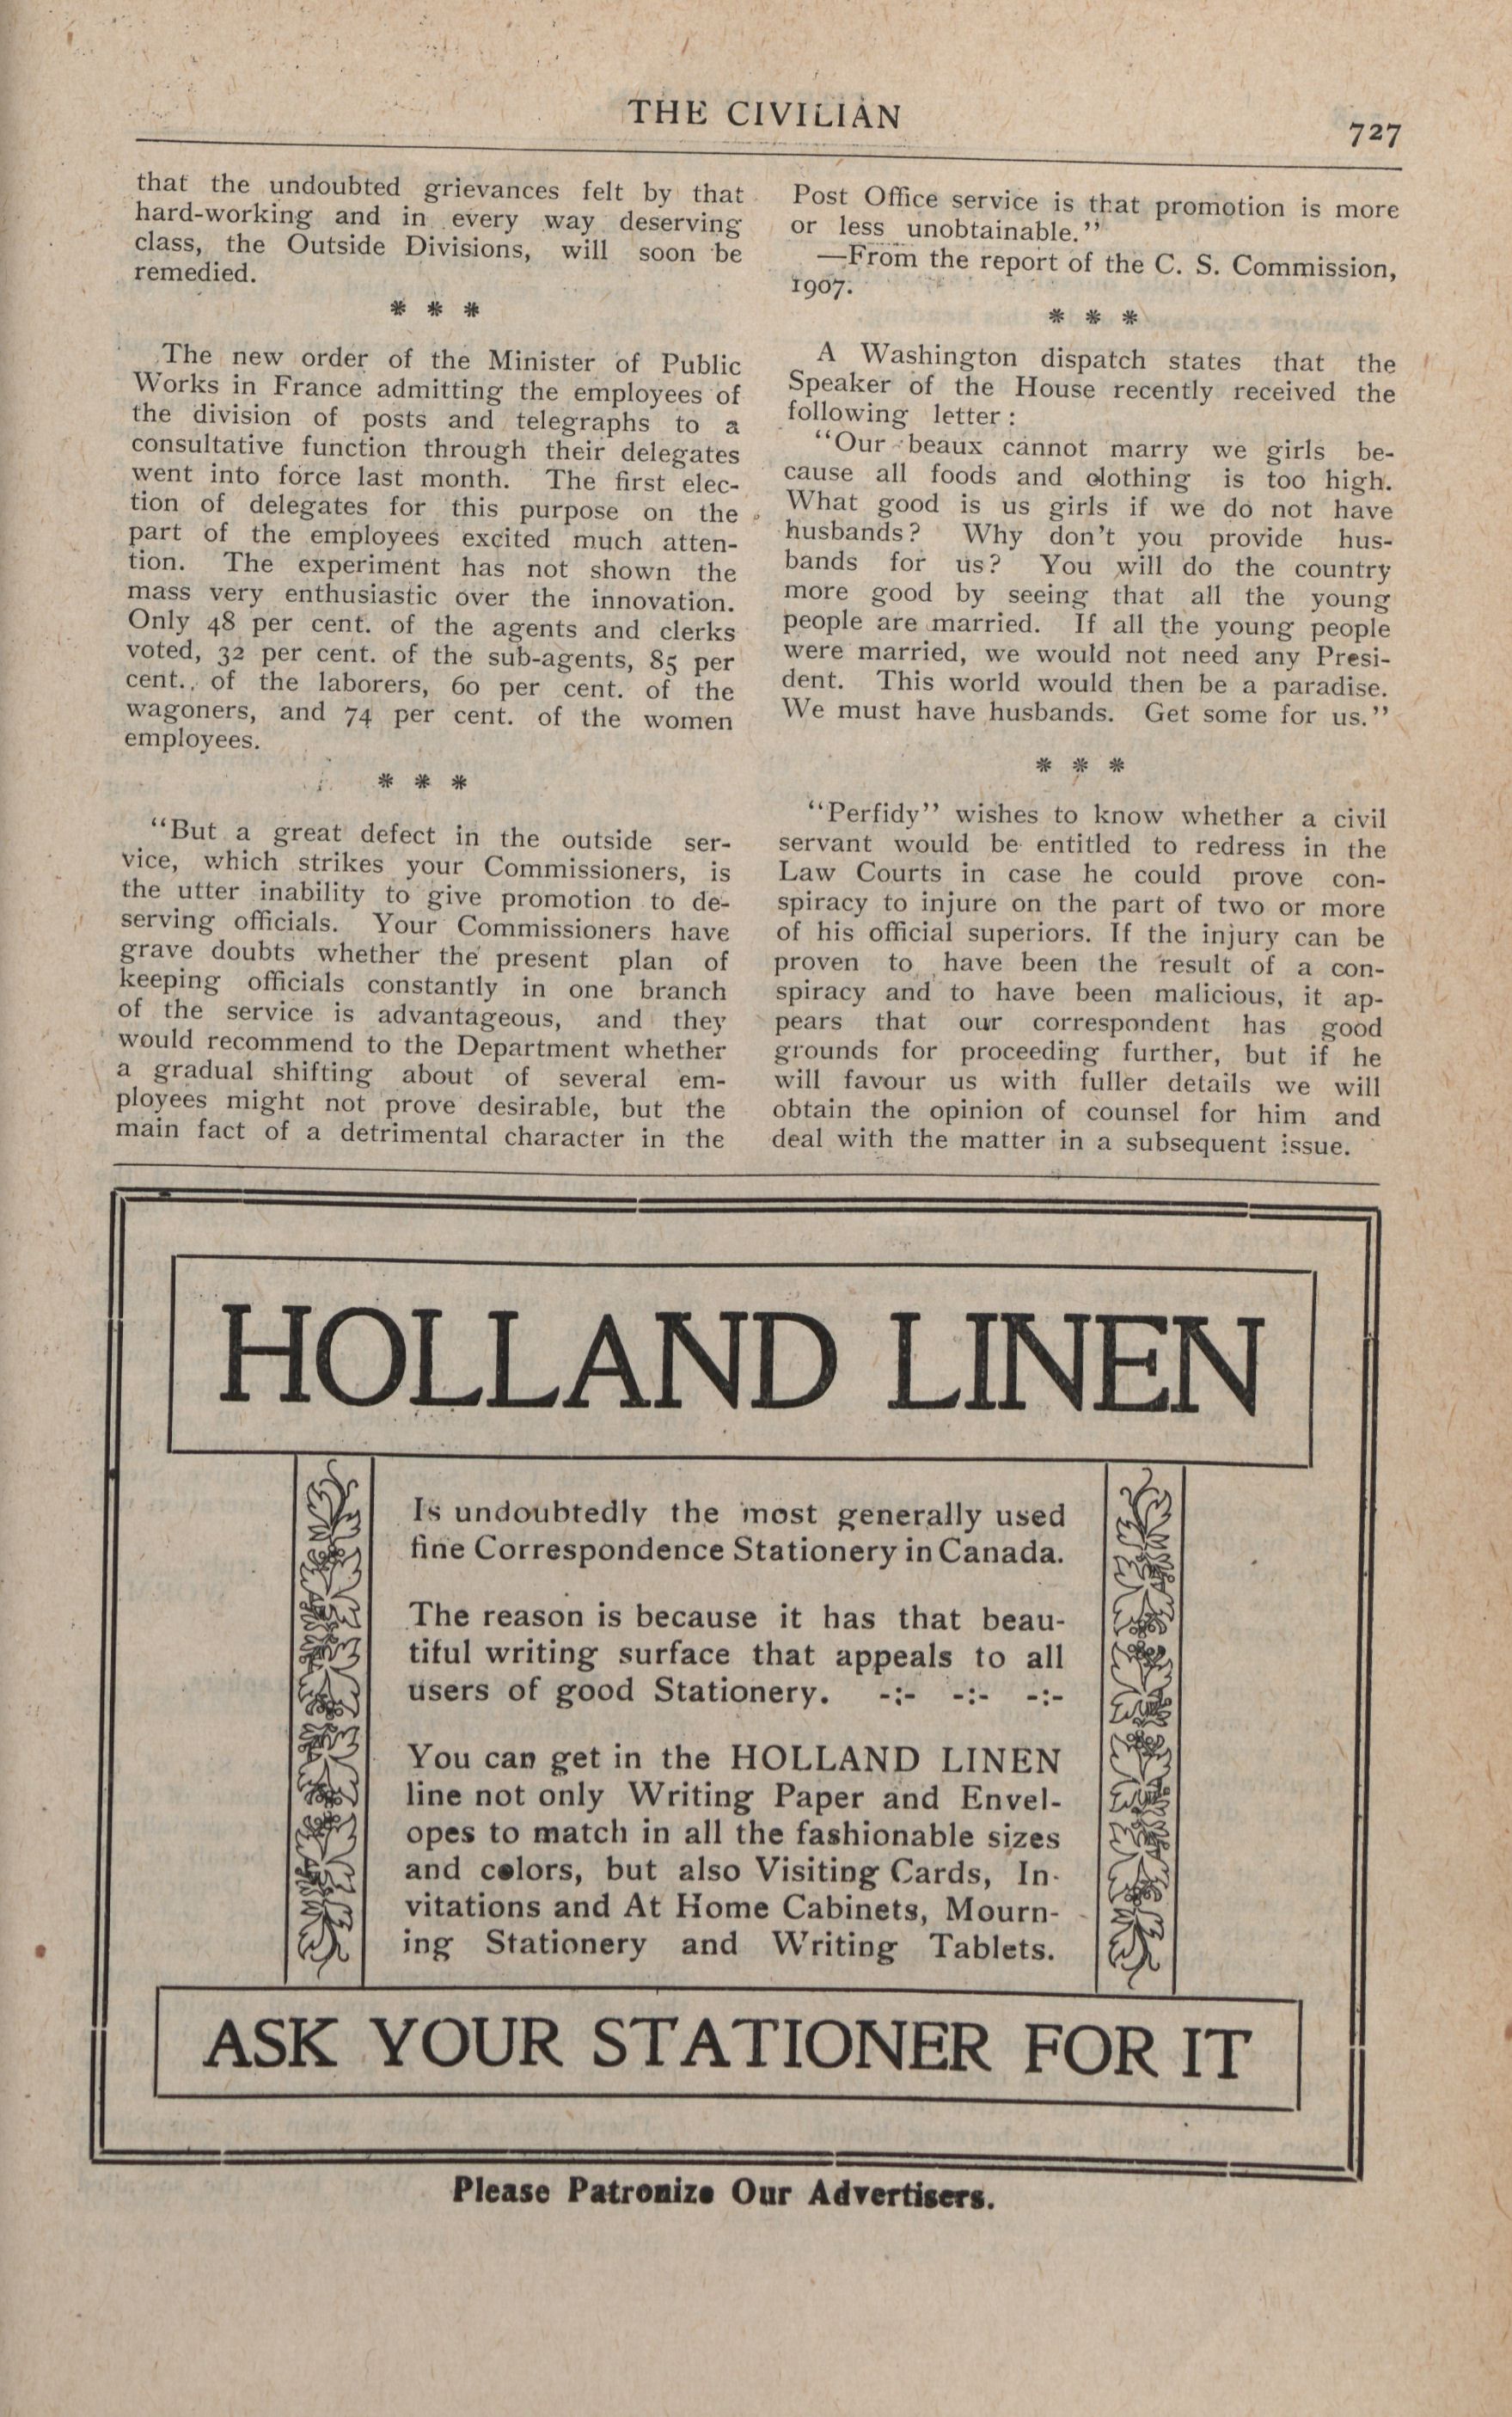 THE CIVILIAN
727
that the undoubted grievances felt by that
hard-working and in every way deserving
class, the Outside Divisions, will soon be
remedied.
* * *
The new order of the Minister of Public
Works in France admitting the employees of
the division of posts and telegraphs to a
consultative function through their delegates
went into force last month. The first elec-
tion of delegates for this purpose on the
part of the employees excited much atten-
tion. The experiment has not shown the
mass very enthusiastic over the innovation.
Only 48 per cent. of the agents and clerks
voted, 32 per cent. of the sub-agents, 85 per
cent., of the laborers, 60 per cent. of the
wagoners, and 74 per cent. of the women
employees.
* * *
"But a great defect in the outside ser-
vice, which strikes your Commissioners, is
the utter inability to give promotion to de-
serving officials. Your Commissioners have
grave doubts whether the present plan of
keeping officials constantly in one branch
of the service is advantageous, and they
would recommend to the Department whether
a gradual shifting about of several em-
ployees might not prove desirable, but the
main fact of a detrimental character in the
Post Office service is that promotion is more
or less unobtainable."
—From the report of the C. S. Commission,
1907.
* * *
A Washington dispatch states that the
Speaker of the House recently received the
following letter :
"Our beaux cannot marry we girls be-
cause all foods and clothing is too high.
What good is us girls if we do not have
husbands? Why don't you provide hus-
bands for us? You will do the country
more good by seeing that all the young
people are married. If all the young people
were married, we would not need any Presi-
dent. This world would then be a paradise.
We must have husbands. Get some for us."
* * *
"Perfidy" wishes to know whether a civil
servant would be entitled to redress in the
Law Courts in case he could prove con-
spiracy to injure on the part of two or more
of his official superiors. If the injury can be
proven to have been the result of a con-
spiracy and to have been malicious, it ap-
pears that our correspondent has good
grounds for proceeding further, but if he
will favour us with fuller details we will
obtain the opinion of counsel for him and
deal with the matter in a subsequent issue.
HOLLAND LINEN
Is undoubtedly the most generally used
fine Correspondence Stationery in Canada.
The reason is because it has that beau-
tiful writing surface that appeals to all
users of good Stationery. -:- -:- -:-
You can get in the HOLLAND LINEN
line not only Writing Paper and Envel-
opes to match in all the fashionable sizes
and colors, but also Visiting Cards, In-
vitations and At Home Cabinets, Mourn-
ing Stationery and Writing Tablets.
ASK YOUR STATIONER FOR IT
Please Patronize Our Advertisers.